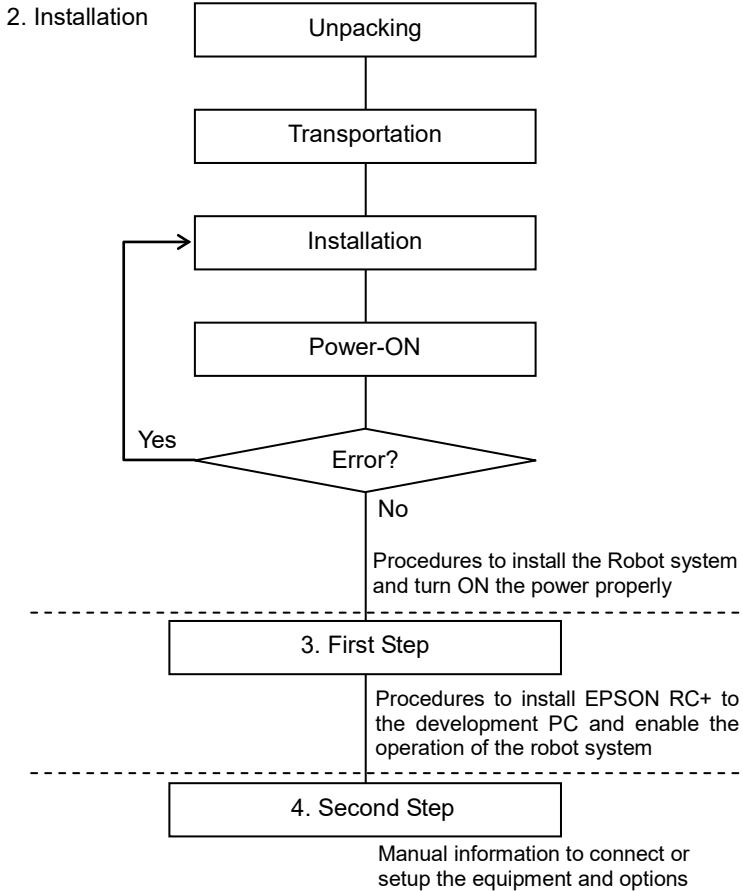 2. Installation
Unpacking
Transportation
Installation
Power-ON
Yes
Error?
No
Procedures to install the Robot system
and turn ON the power properly
3. First Step
Procedures to install EPSON RC+ to
the development PC and enable the
operation of the robot system
4. Second Step
Manual information to connect or
setup the equipment and options